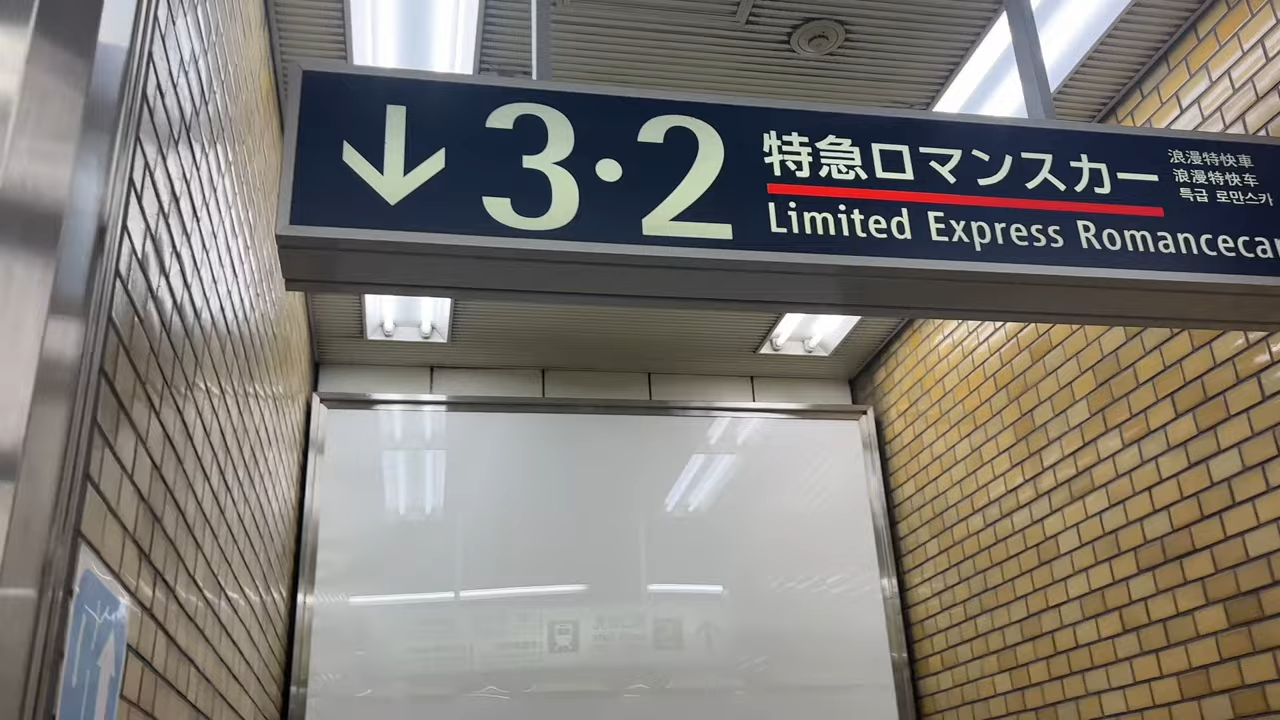 ↓ 3・2 特急ロマンスカー
Limited Express Romancecar
浪漫特快車
浪漫特快车
특급 로만스카